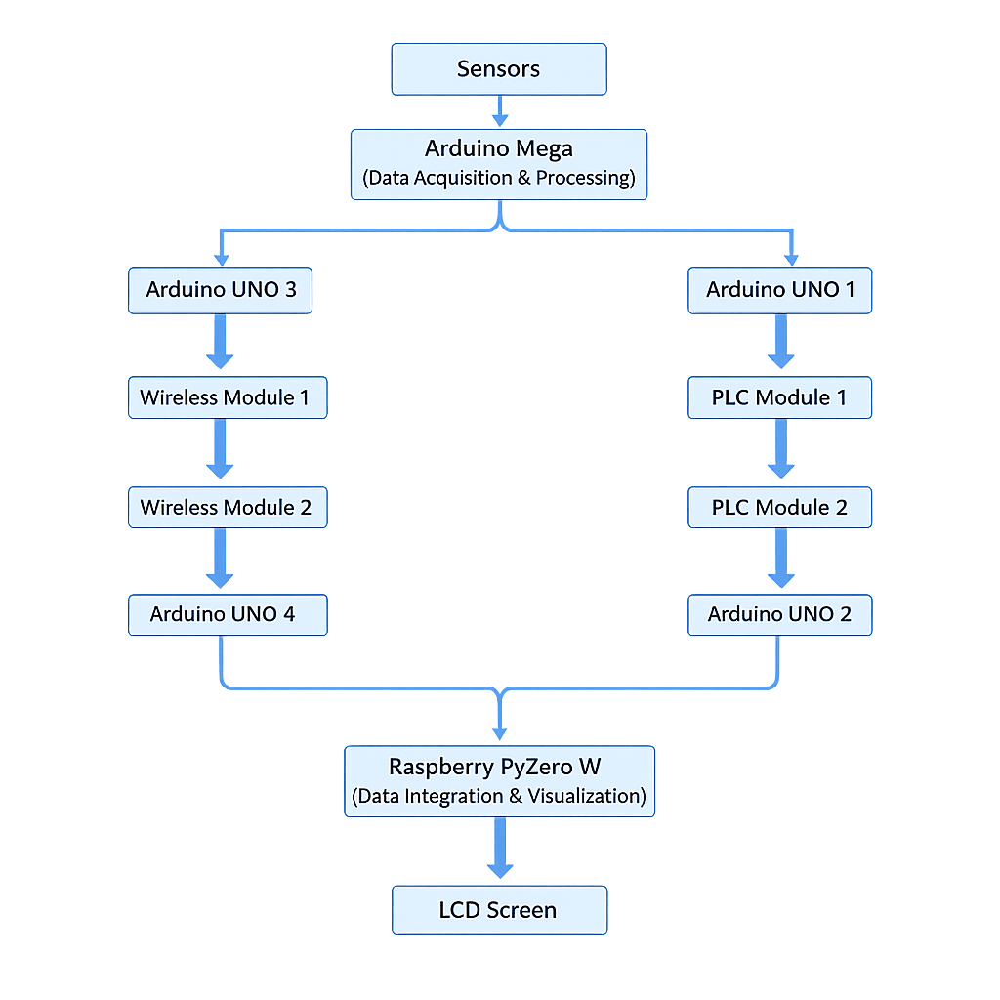 Sensors
Arduino Mega
(Data Acquisition & Processing)
Arduino UNO 3
Arduino UNO 1
Wireless Module 1
PLC Module 1
Wireless Module 2
PLC Module 2
Arduino UNO 4
Arduino UNO 2
Raspberry PyZero W
(Data Integration & Visualization)
LCD Screen